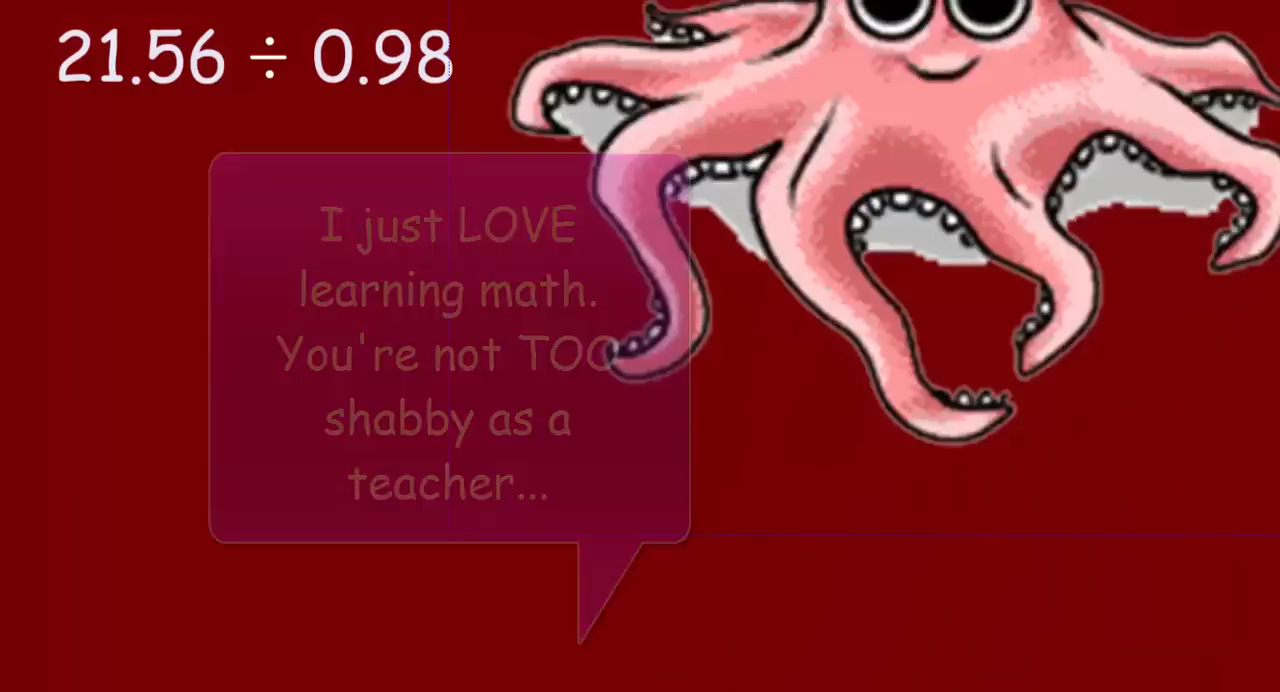 21.56 ÷ 0.98
I just LOVE
learning math.
You're not TOO
shabby as a
teacher...